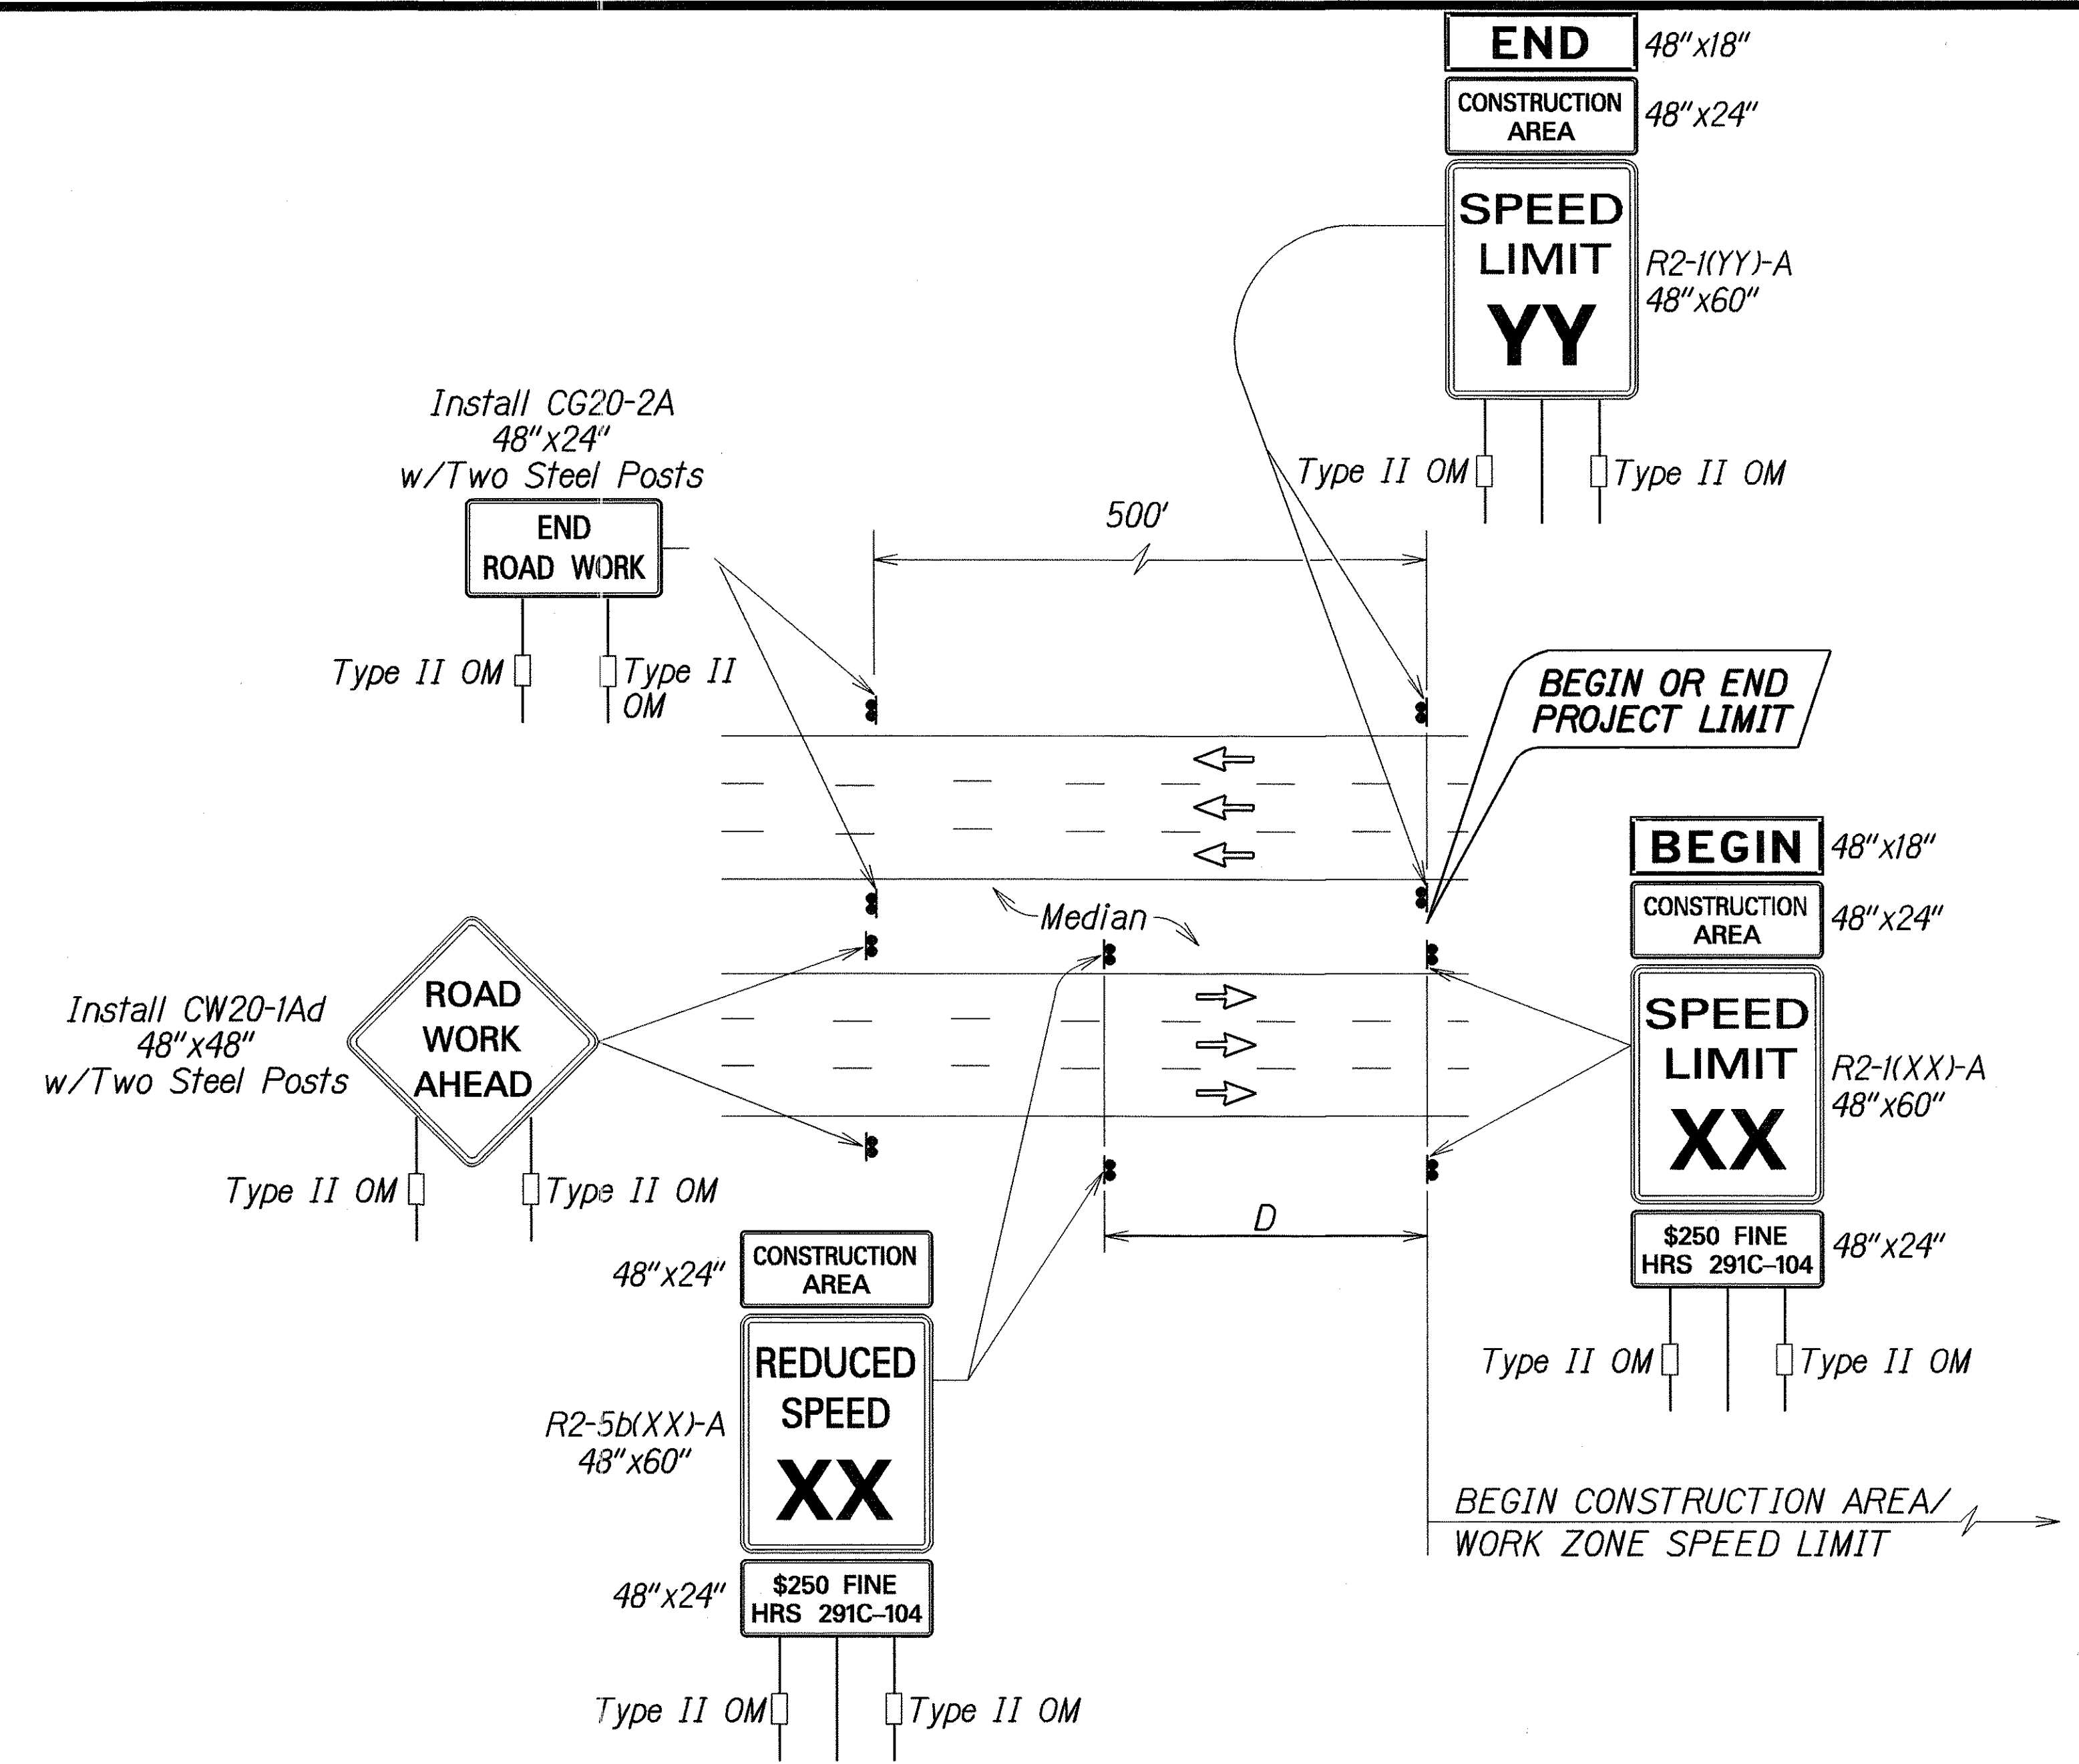 END
48"x18"
CONSTRUCTION
AREA
48"x24"
SPEED
LIMIT
YY
R2-1(YY)-A
48"x60"
Type II OM
Type II OM
Install CG20-2A
48"x24"
w/Two Steel Posts
END
ROAD WORK
Type II OM
Type II
OM
500'
BEGIN OR END
PROJECT LIMIT
BEGIN
48"x18"
CONSTRUCTION
AREA
48"x24"
SPEED
LIMIT
XX
R2-1(XX)-A
48"x60"
$250 FINE
HRS 291C–104
48"x24"
Type II OM
Type II OM
Median
Install CW20-1Ad
48"x48"
w/Two Steel Posts
ROAD
WORK
AHEAD
Type II OM
Type II OM
D
48"x24"
CONSTRUCTION
AREA
REDUCED
SPEED
XX
R2-5b(XX)-A
48"x60"
48"x24"
$250 FINE
HRS 291C–104
Type II OM
Type II OM
BEGIN CONSTRUCTION AREA/
WORK ZONE SPEED LIMIT